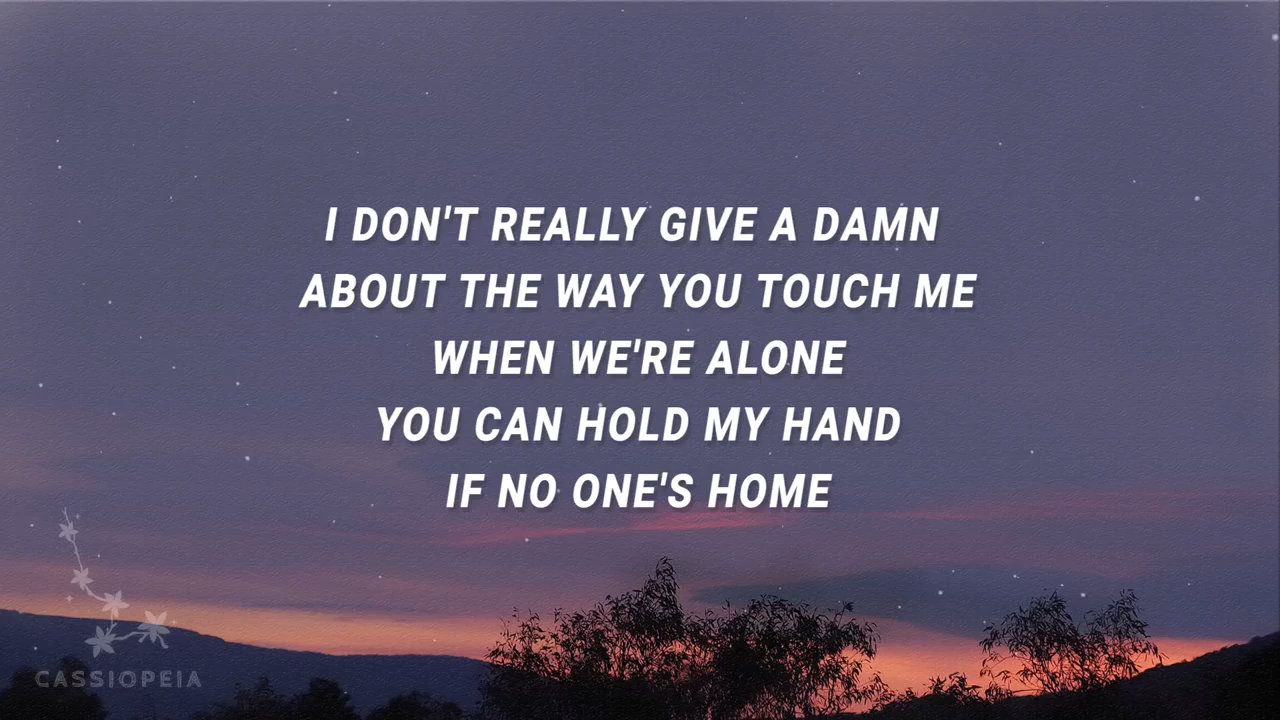 I DON'T REALLY GIVE A DAMN
ABOUT THE WAY YOU TOUCH ME
WHEN WE'RE ALONE
YOU CAN HOLD MY HAND
IF NO ONE'S HOME
CASSIOPEIA